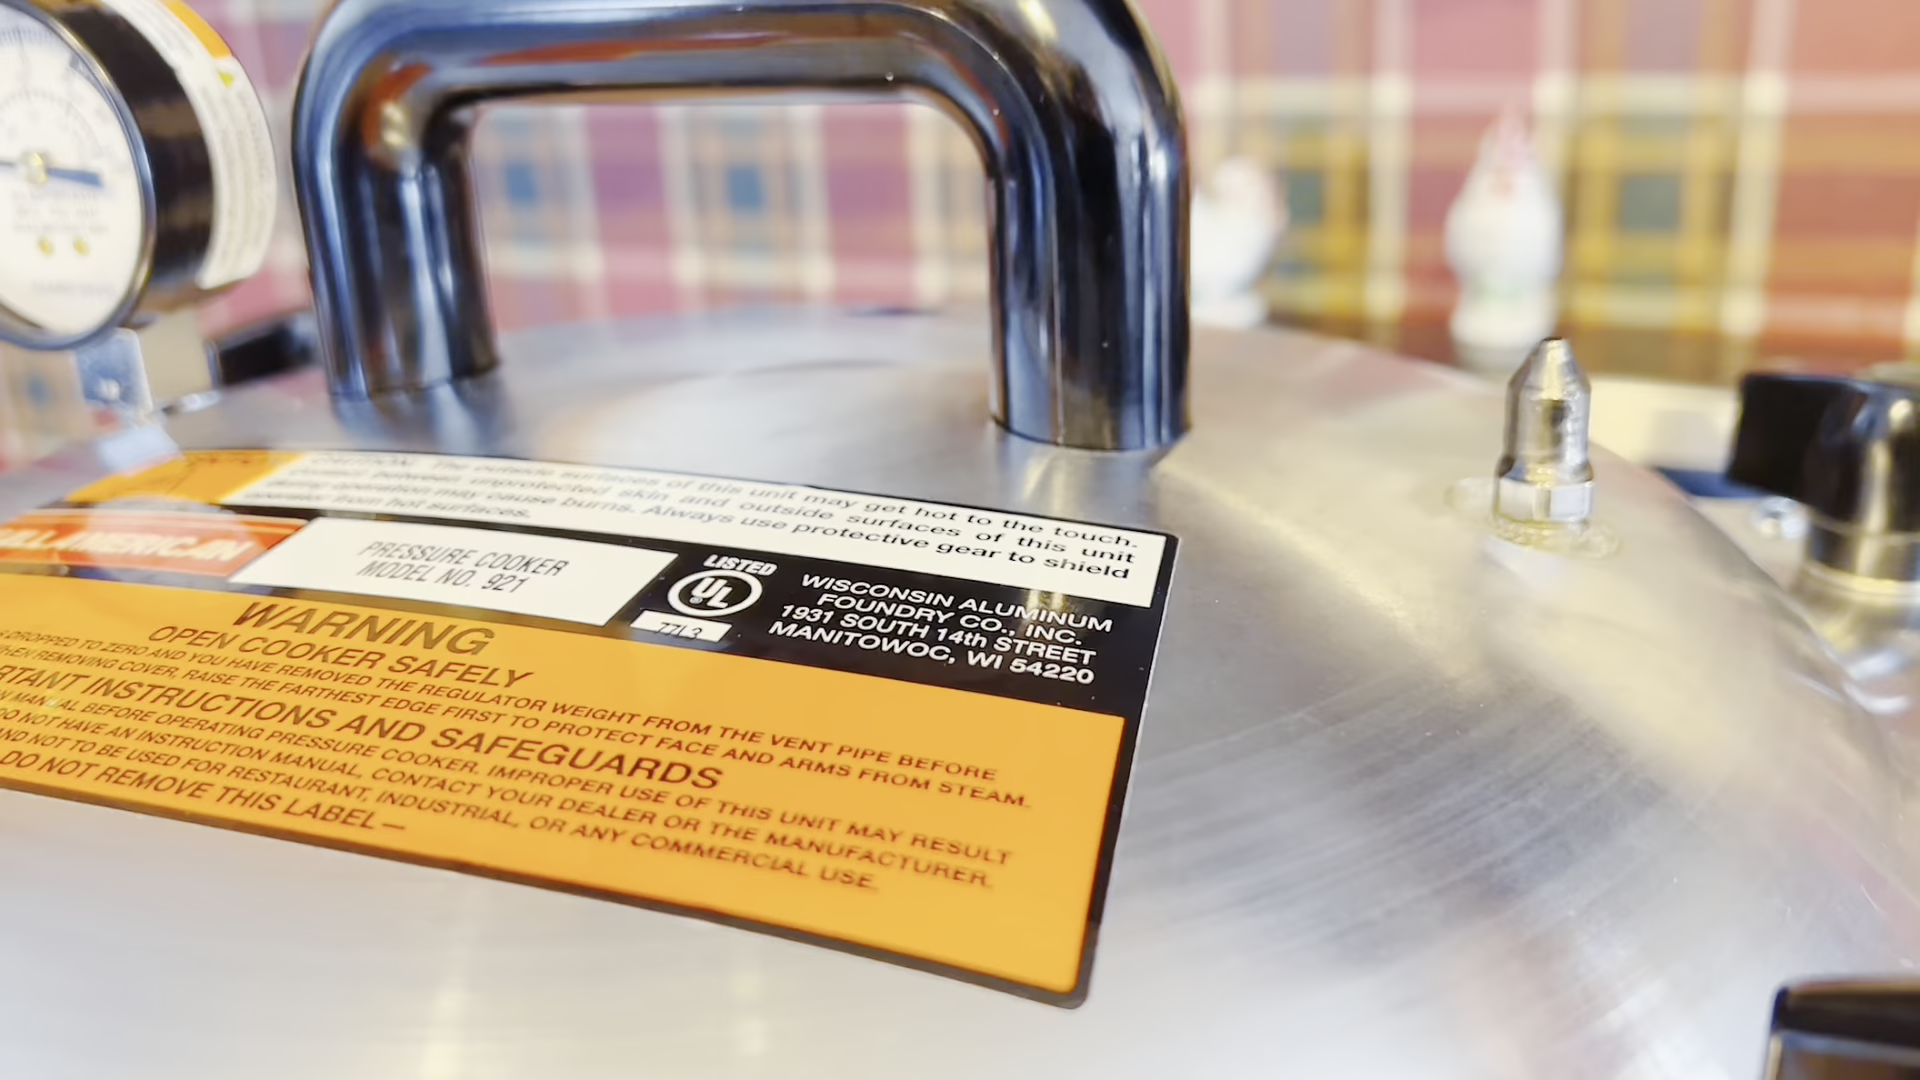 CAUTION: The outside surfaces of this unit may get hot to the touch.
between unprotected skin and outside surfaces of this unit
during operation may cause burns. Always use protective gear to shield
operator from hot surfaces.
ALL AMERICAN
PRESSURE COOKER
MODEL NO. 921
LISTED
UL
77L3
WISCONSIN ALUMINUM
FOUNDRY CO., INC.
1931 SOUTH 14th STREET
MANITOWOC, WI 54220
WARNING
OPEN COOKER SAFELY
DROPPED TO ZERO AND YOU HAVE REMOVED THE REGULATOR WEIGHT FROM THE VENT PIPE BEFORE
WHEN REMOVING COVER, RAISE THE FARTHEST EDGE FIRST TO PROTECT FACE AND ARMS FROM STEAM.
RTANT INSTRUCTIONS AND SAFEGUARDS
MANUAL BEFORE OPERATING PRESSURE COOKER. IMPROPER USE OF THIS UNIT MAY RESULT
DO NOT HAVE AN INSTRUCTION MANUAL, CONTACT YOUR DEALER OR THE MANUFACTURER.
AND NOT TO BE USED FOR RESTAURANT, INDUSTRIAL, OR ANY COMMERCIAL USE.
DO NOT REMOVE THIS LABEL—